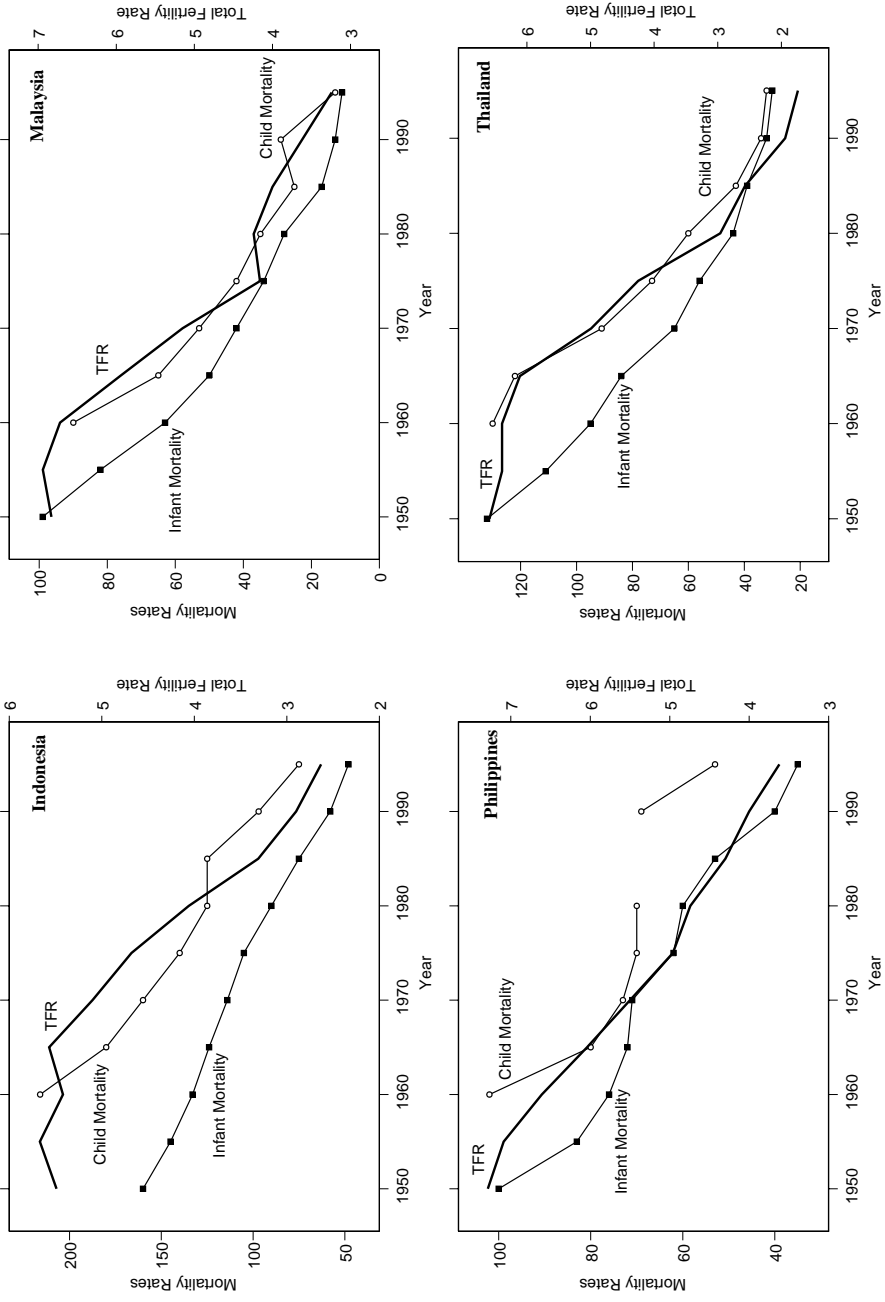 Indonesia
Mortality Rates
200
150
100
50
Total Fertility Rate
6
5
4
3
2
TFR
Child Mortality
Infant Mortality
1950
1960
1970
1980
1990
Year
Malaysia
Mortality Rates
100
80
60
40
20
0
Total Fertility Rate
7
6
5
4
3
TFR
Child Mortality
Infant Mortality
1950
1960
1970
1980
1990
Year
Philippines
Mortality Rates
100
80
60
40
Total Fertility Rate
7
6
5
4
3
TFR
Child Mortality
Infant Mortality
1950
1960
1970
1980
1990
Year
Thailand
Mortality Rates
120
100
80
60
40
20
Total Fertility Rate
6
5
4
3
2
TFR
Child Mortality
Infant Mortality
1950
1960
1970
1980
1990
Year